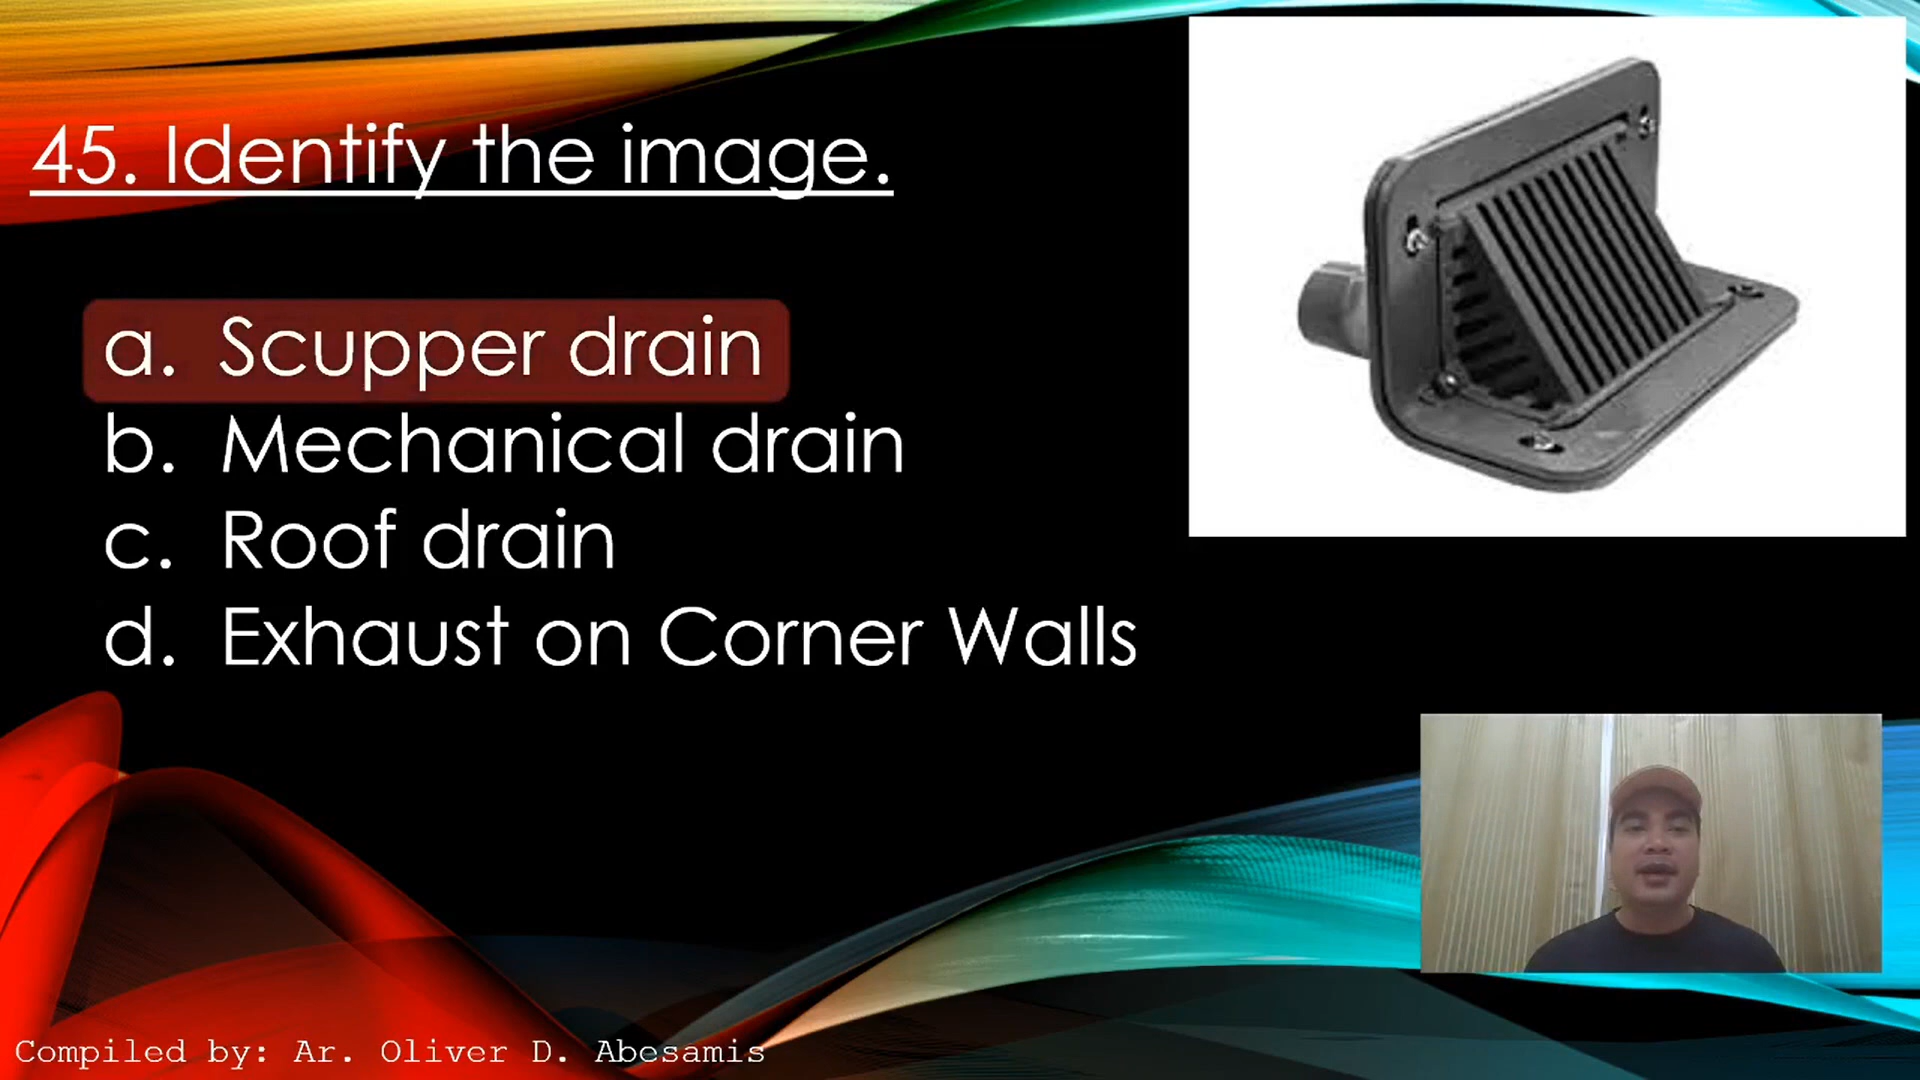 45. Identify the image.
a. Scupper drain
b. Mechanical drain
c. Roof drain
d. Exhaust on Corner Walls
Compiled by: Ar. Oliver D. Abesamis